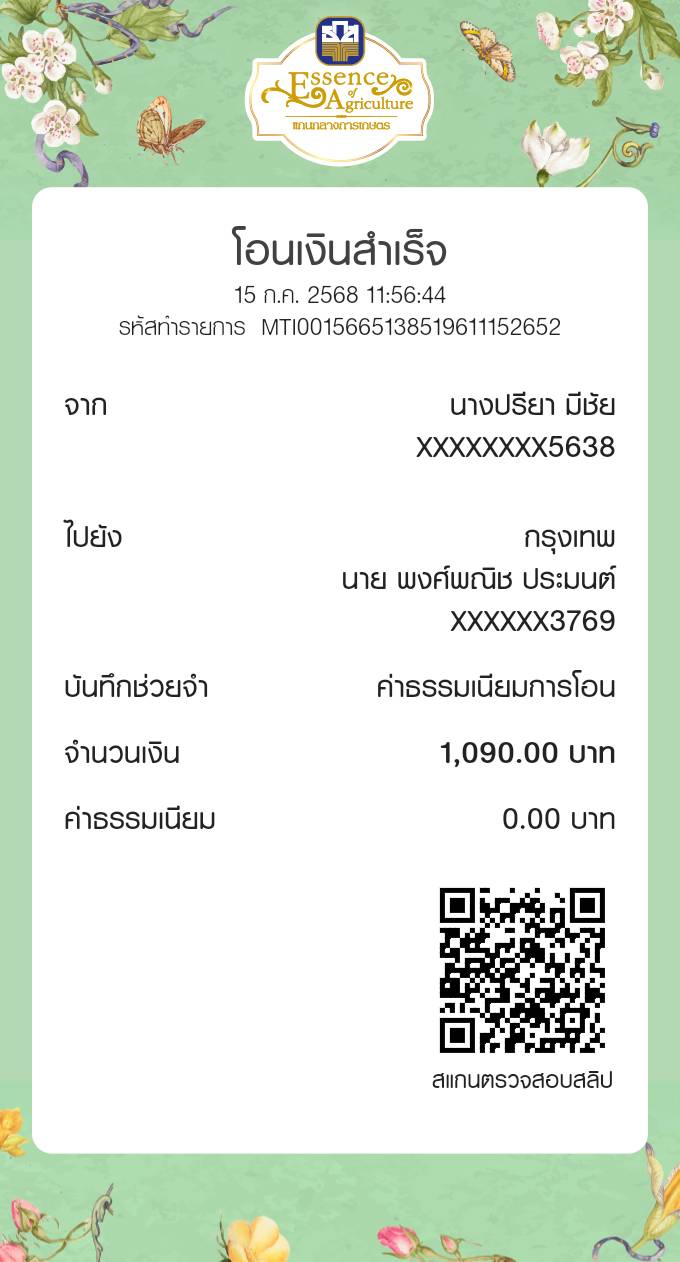 ธกส
Essence
of
Agriculture
แก่นกลางการเกษตร
โอนเงินสำเร็จ
15 ก.ค. 2568 11:56:44
รหัสทำรายการ MTI0015665138519611152652
จาก นางปรียา มีชัย
XXXXXXXX5638
ไปยัง กรุงเทพ
นาย พงศ์พณิช ประมนต์
XXXXXX3769
บันทึกช่วยจำ ค่าธรรมเนียมการโอน
จำนวนเงิน 1,090.00 บาท
ค่าธรรมเนียม 0.00 บาท
สแกนตรวจสอบสลิป